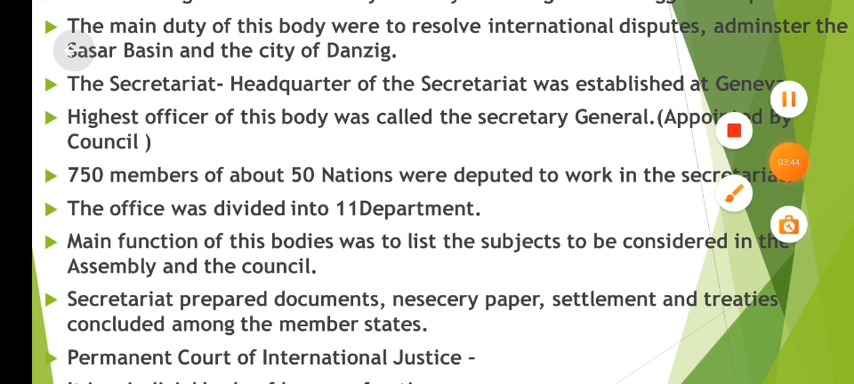 The main duty of this body were to resolve international disputes, adminster the
Sasar Basin and the city of Danzig.
The Secretariat- Headquarter of the Secretariat was established at Geneva
Highest officer of this body was called the secretary General.(Appointed By
Council )
750 members of about 50 Nations were deputed to work in the secretariat.
The office was divided into 11Department.
Main function of this bodies was to list the subjects to be considered in the
Assembly and the council.
Secretariat prepared documents, nesecery paper, settlement and treaties
concluded among the member states.
Permanent Court of International Justice -
03:44